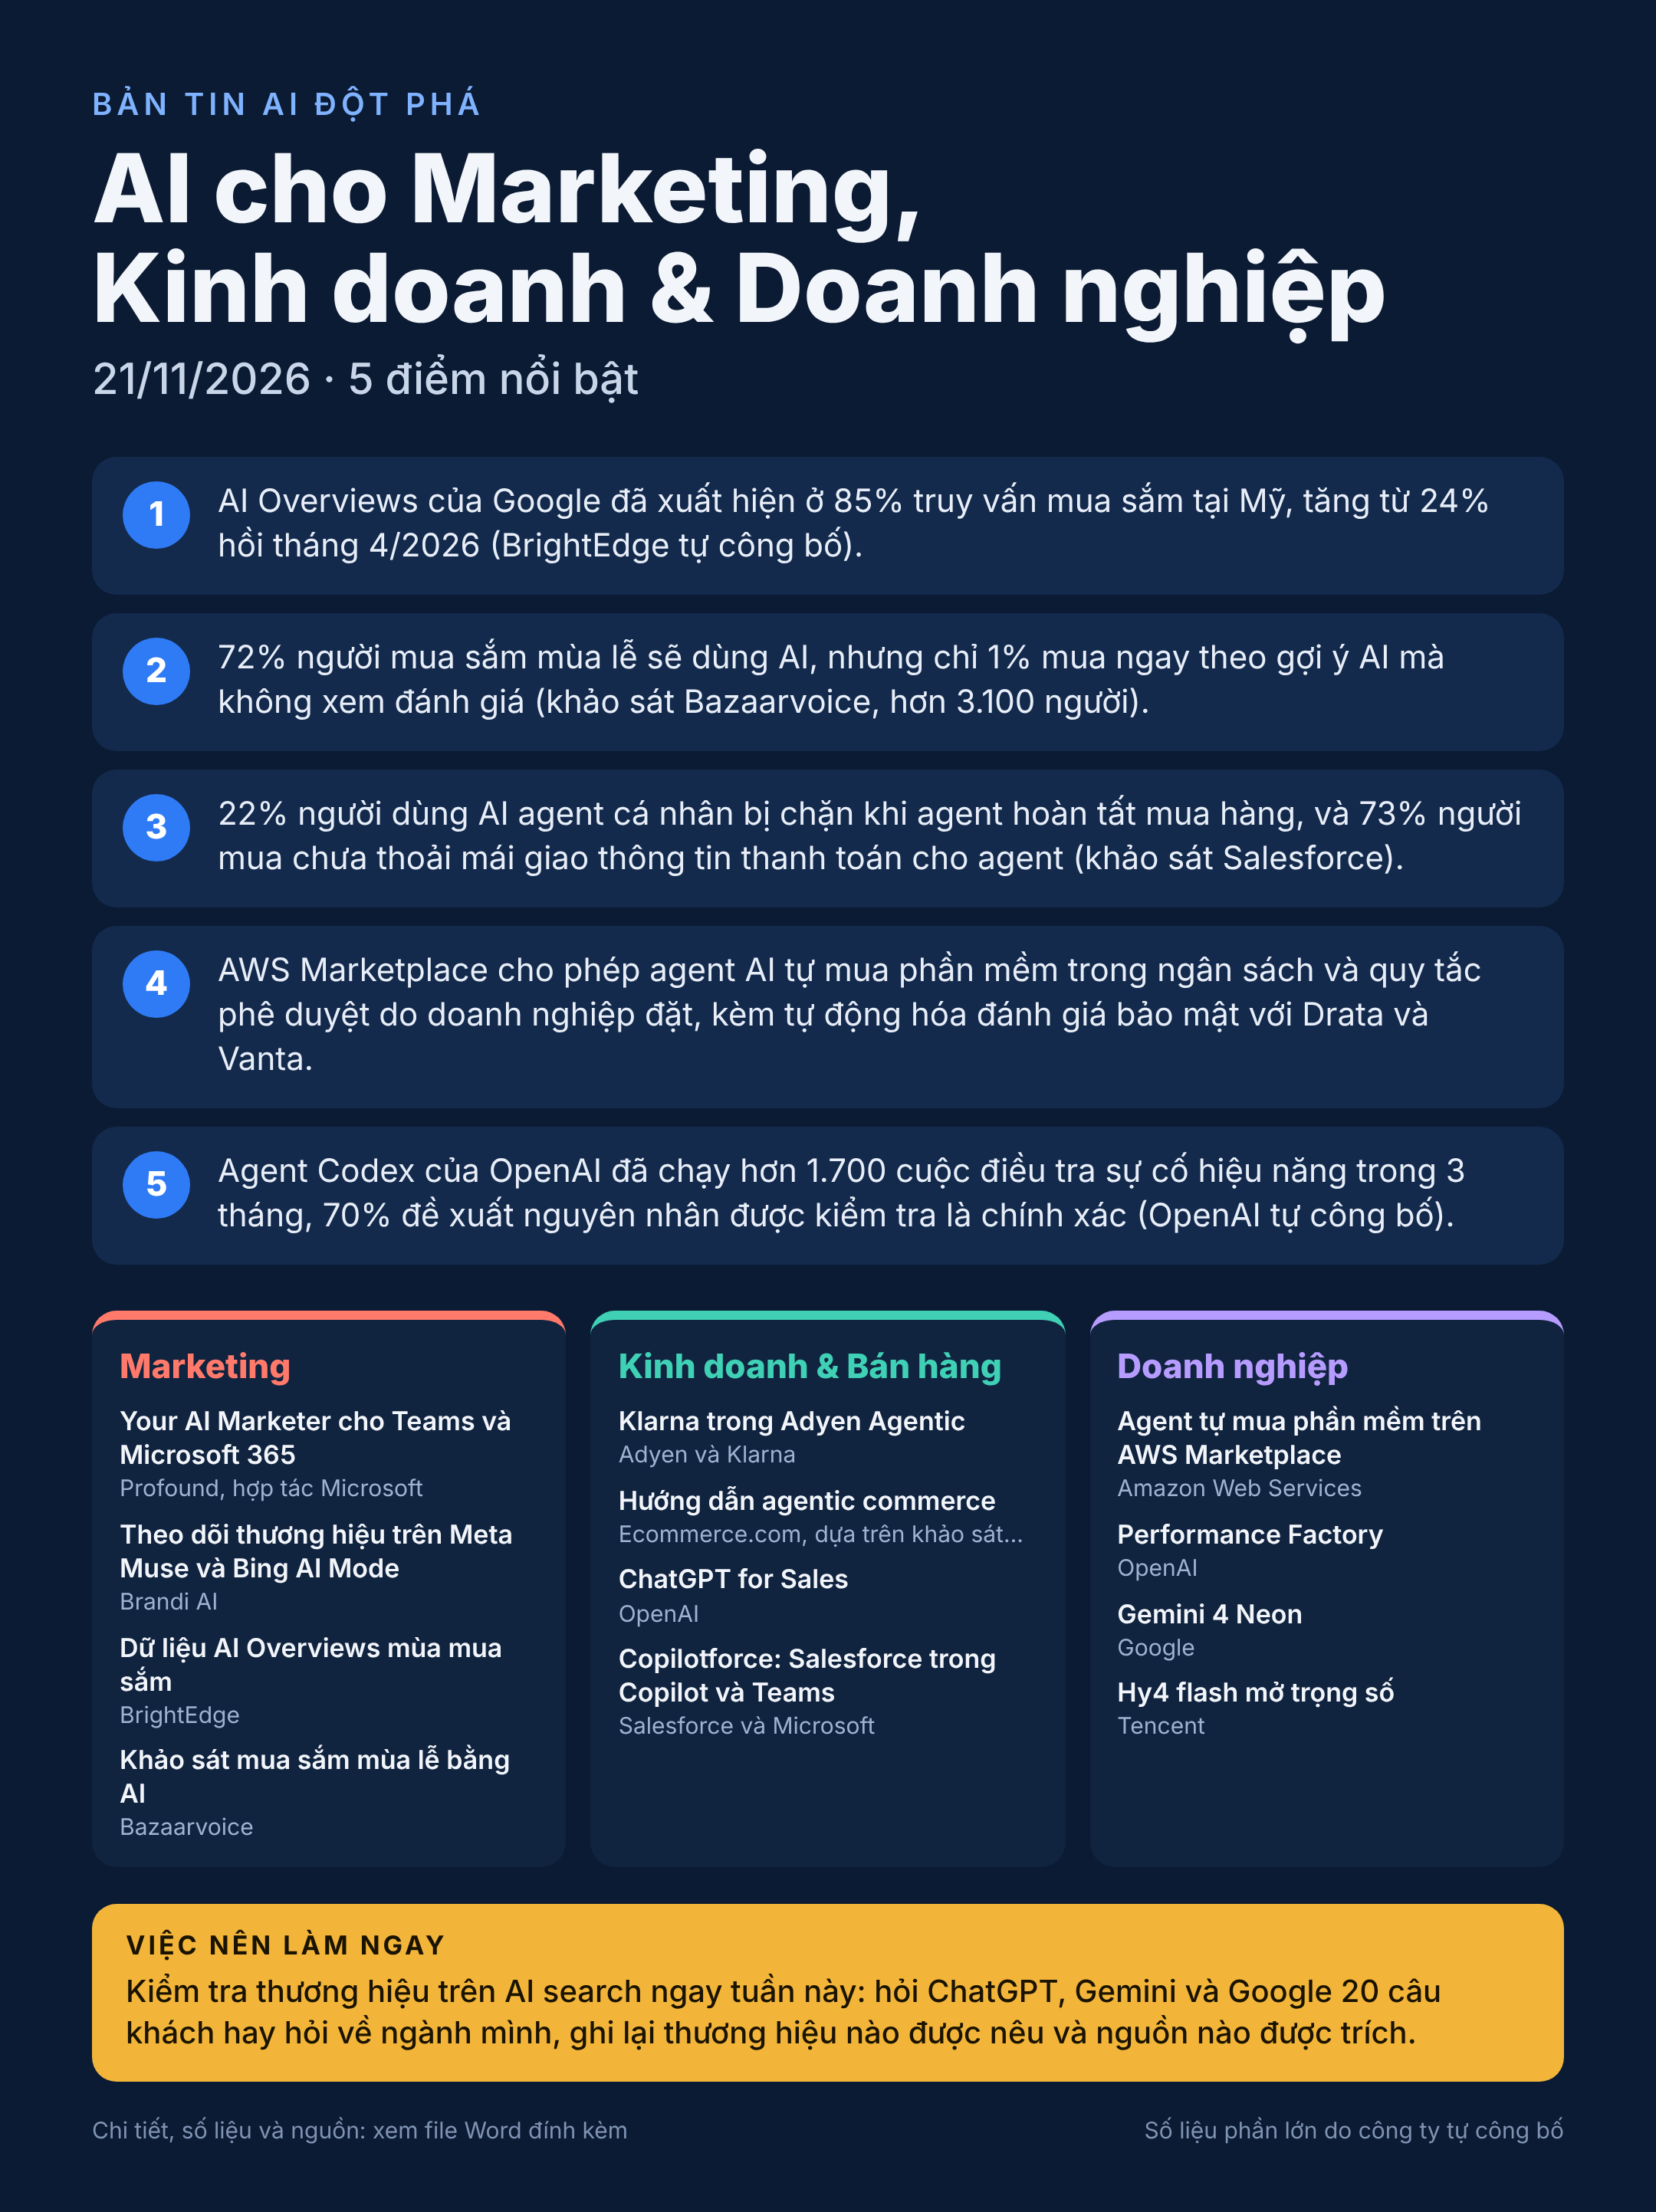 BẢN TIN AI ĐỘT PHÁ
AI cho Marketing,
Kinh doanh & Doanh nghiệp
21/11/2026 · 5 điểm nổi bật
1
AI Overviews của Google đã xuất hiện ở 85% truy vấn mua sắm tại Mỹ, tăng từ 24%
hồi tháng 4/2026 (BrightEdge tự công bố).
2
72% người mua sắm mùa lễ sẽ dùng AI, nhưng chỉ 1% mua ngay theo gợi ý AI mà
không xem đánh giá (khảo sát Bazaarvoice, hơn 3.100 người).
3
22% người dùng AI agent cá nhân bị chặn khi agent hoàn tất mua hàng, và 73% người
mua chưa thoải mái giao thông tin thanh toán cho agent (khảo sát Salesforce).
4
AWS Marketplace cho phép agent AI tự mua phần mềm trong ngân sách và quy tắc
phê duyệt do doanh nghiệp đặt, kèm tự động hóa đánh giá bảo mật với Drata và
Vanta.
5
Agent Codex của OpenAI đã chạy hơn 1.700 cuộc điều tra sự cố hiệu năng trong 3
tháng, 70% đề xuất nguyên nhân được kiểm tra là chính xác (OpenAI tự công bố).
Marketing
Your AI Marketer cho Teams và
Microsoft 365
Profound, hợp tác Microsoft
Theo dõi thương hiệu trên Meta
Muse và Bing AI Mode
Brandi AI
Dữ liệu AI Overviews mùa mua
sắm
BrightEdge
Khảo sát mua sắm mùa lễ bằng
AI
Bazaarvoice
Kinh doanh & Bán hàng
Klarna trong Adyen Agentic
Adyen và Klarna
Hướng dẫn agentic commerce
Ecommerce.com, dựa trên khảo sát...
ChatGPT for Sales
OpenAI
Copilotforce: Salesforce trong
Copilot và Teams
Salesforce và Microsoft
Doanh nghiệp
Agent tự mua phần mềm trên
AWS Marketplace
Amazon Web Services
Performance Factory
OpenAI
Gemini 4 Neon
Google
Hy4 flash mở trọng số
Tencent
VIỆC NÊN LÀM NGAY
Kiểm tra thương hiệu trên AI search ngay tuần này: hỏi ChatGPT, Gemini và Google 20 câu
khách hay hỏi về ngành mình, ghi lại thương hiệu nào được nêu và nguồn nào được trích.
Chi tiết, số liệu và nguồn: xem file Word đính kèm
Số liệu phần lớn do công ty tự công bố